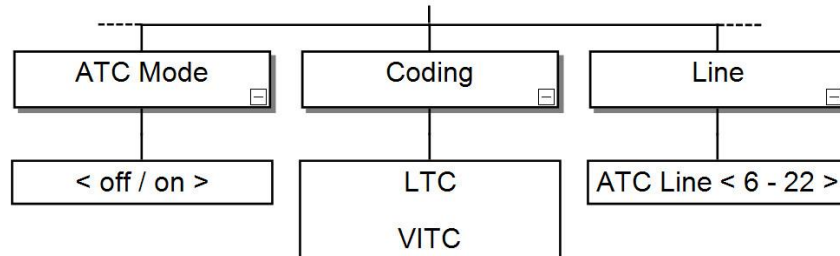 ATC Mode
Coding
Line
< off / on >
LTC
VITC
ATC Line < 6 - 22 >